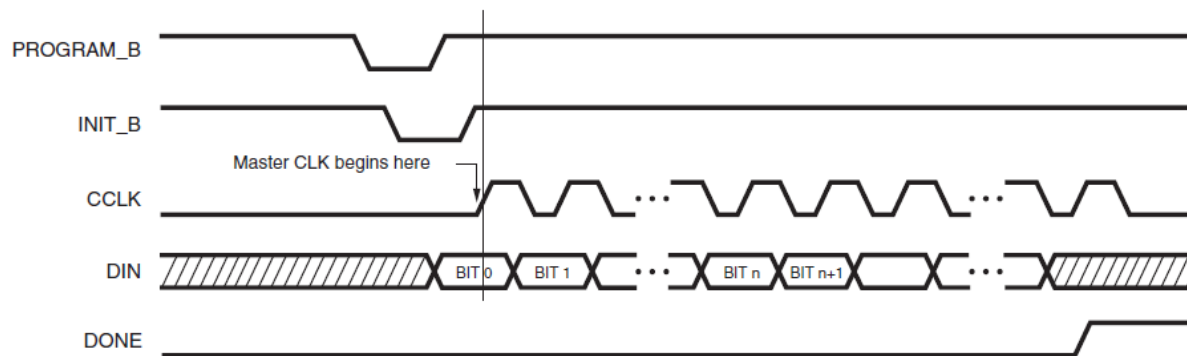 PROGRAM_B
INIT_B
Master CLK begins here
CCLK
•••
•••
DIN
BIT 0
BIT 1
•••
BIT n
BIT n+1
•••
DONE